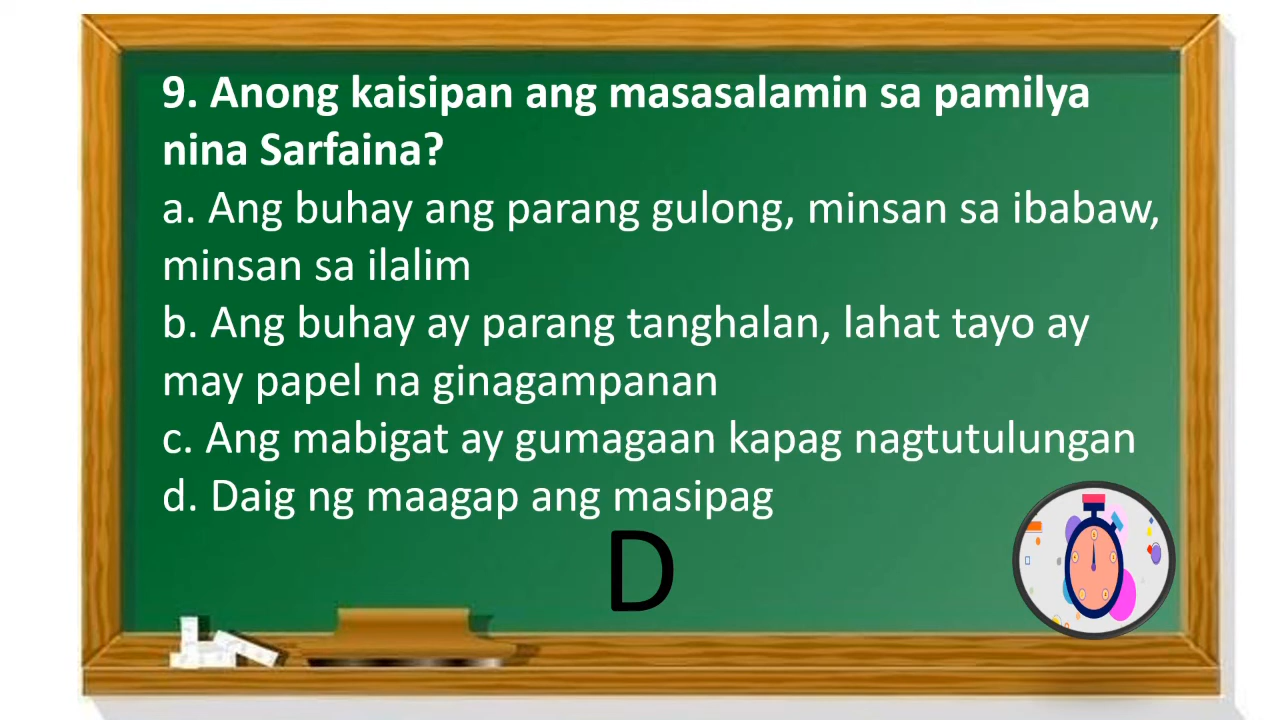 9. Anong kaisipan ang masasalamin sa pamilya
nina Sarfaina?
a. Ang buhay ang parang gulong, minsan sa ibabaw,
minsan sa ilalim
b. Ang buhay ay parang tanghalan, lahat tayo ay
may papel na ginagampanan
c. Ang mabigat ay gumagaan kapag nagtutulungan
d. Daig ng maagap ang masipag
D